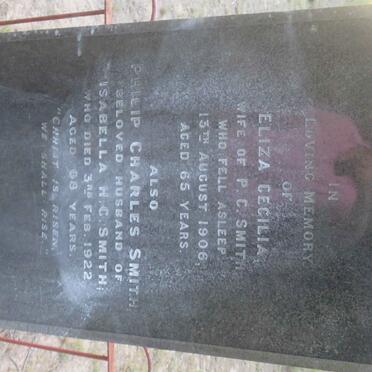 IN
LOVING MEMORY
OF
ELIZA CECILIA,
WIFE OF P. C. SMITH
WHO FELL ASLEEP
13TH AUGUST 1906,
AGED 65 YEARS.
ALSO
PHILIP CHARLES SMITH
BELOVED HUSBAND OF
ISABELLA H. C. SMITH;
WHO DIED 3RD FEB. 1922
AGED 68 YEARS.
"CHRIST IS RISEN,
WE SHALL RISE."